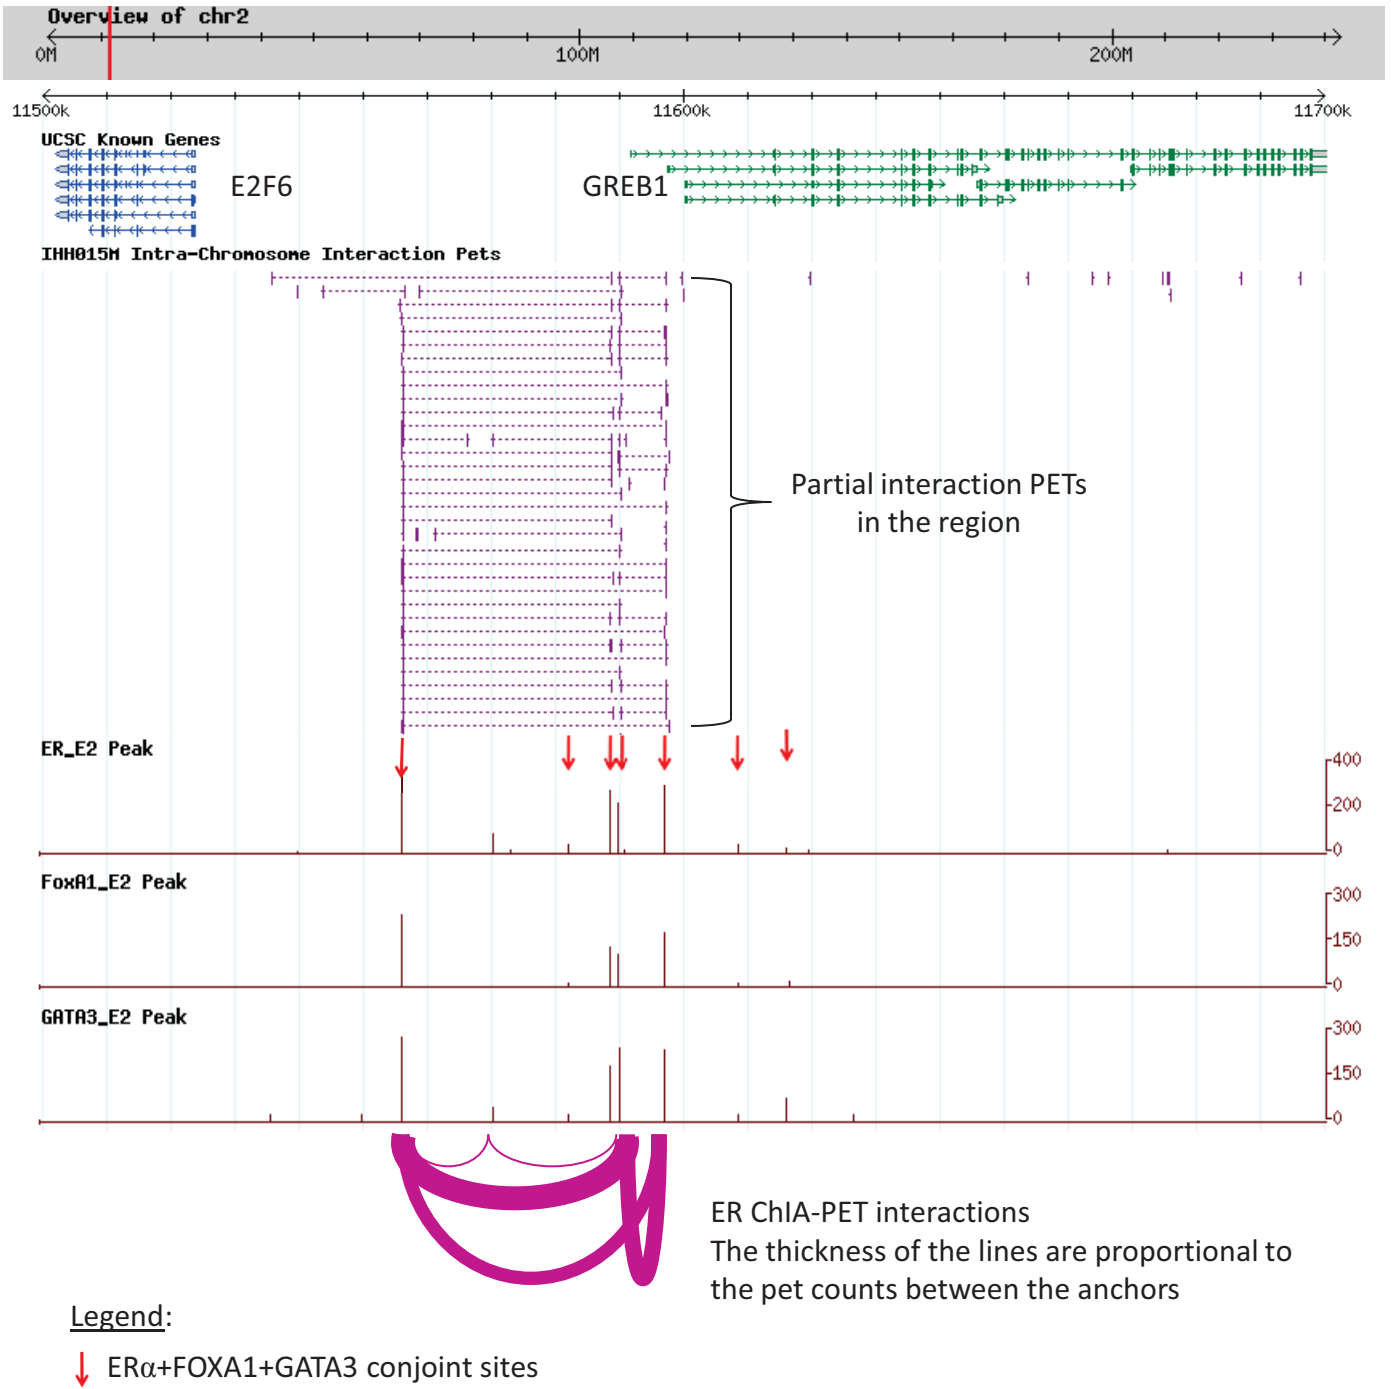 Overview of chr2
0M 100M 200M
11500k 11600k 11700k
UCSC Known Genes
E2F6 GREB1
IHH015M Intra-Chromosome Interaction Pets
Partial interaction PETs
in the region
ER_E2 Peak
400
200
0
FoxA1_E2 Peak
300
150
0
GATA3_E2 Peak
300
150
0
ER ChIA-PET interactions
The thickness of the lines are proportional to
the pet counts between the anchors
Legend:
ERα+FOXA1+GATA3 conjoint sites